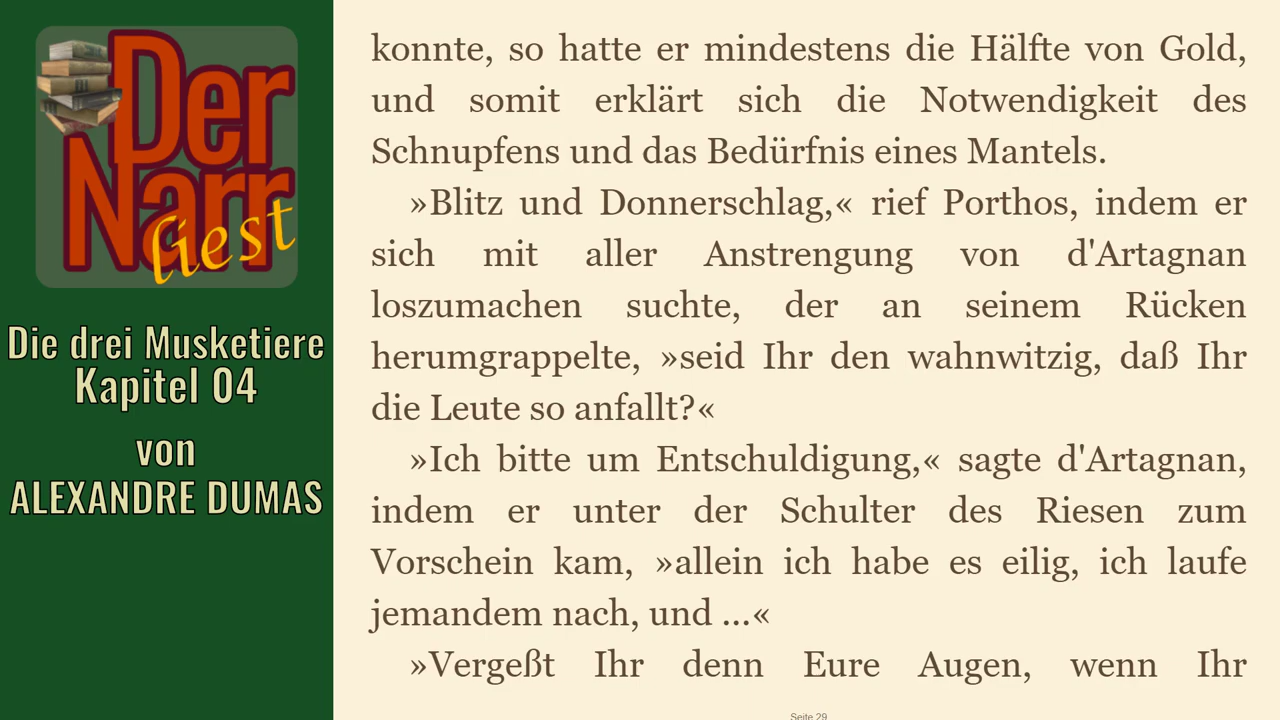 Der
Narr
liest
Die drei Musketiere
Kapitel 04
von
ALEXANDRE DUMAS
konnte, so hatte er mindestens die Hälfte von Gold,
und somit erklärt sich die Notwendigkeit des
Schnupfens und das Bedürfnis eines Mantels.
»Blitz und Donnerschlag,« rief Porthos, indem er
sich mit aller Anstrengung von d'Artagnan
loszumachen suchte, der an seinem Rücken
herumgrappelte, »seid Ihr den wahnwitzig, daß Ihr
die Leute so anfallt?«
»Ich bitte um Entschuldigung,« sagte d'Artagnan,
indem er unter der Schulter des Riesen zum
Vorschein kam, »allein ich habe es eilig, ich laufe
jemandem nach, und ...«
»Vergeßt Ihr denn Eure Augen, wenn Ihr
Seite 29